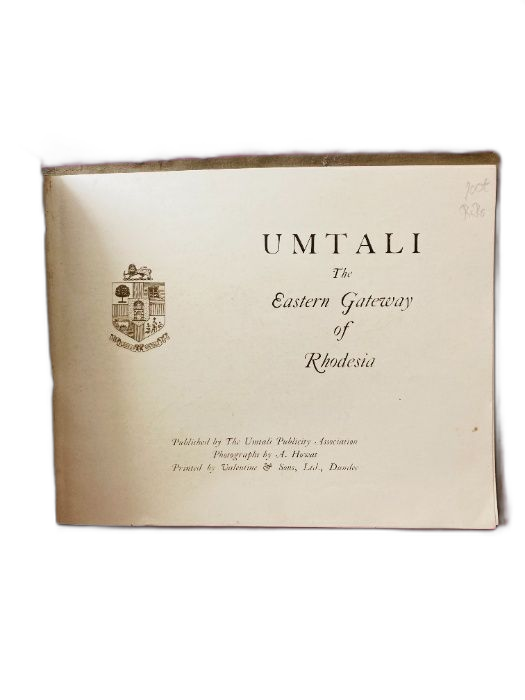 UMTALI
The
Eastern Gateway
of
Rhodesia
Published by The Umtali Publicity Association
Photographs by A. Howat
Printed by Valentine & Sons, Ltd., Dundee